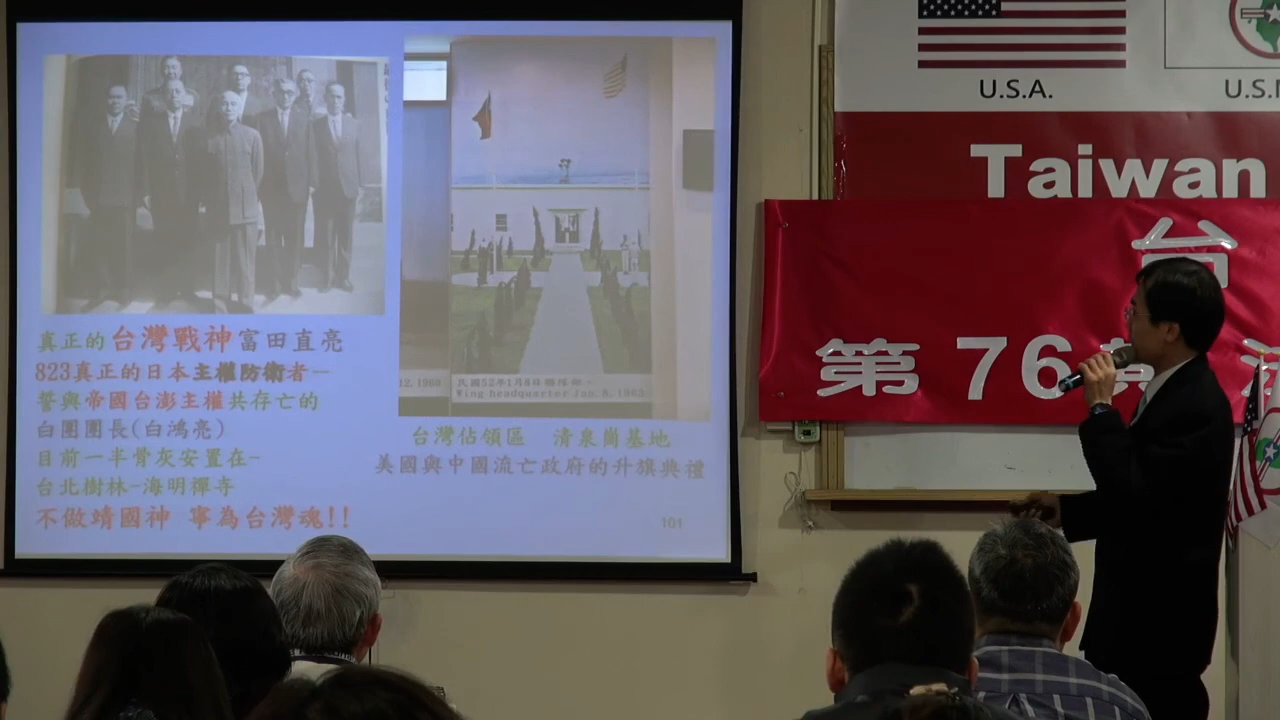 真正的台灣戰神富田直亮
823真正的日本主權防衛者－
誓與帝國台澎主權共存亡的
白團團長(白鴻亮)
目前一半骨灰安置在-
台北樹林-海明禪寺
不做靖國神 寧為台灣魂!!
12,1960
民國52年1月8日聯隊部,
Wing headquarter Jan. 8, 1963
台灣佔領區 清泉崗基地
美國與中國流亡政府的升旗典禮
101
U.S.A.
Taiwan
台
第 76